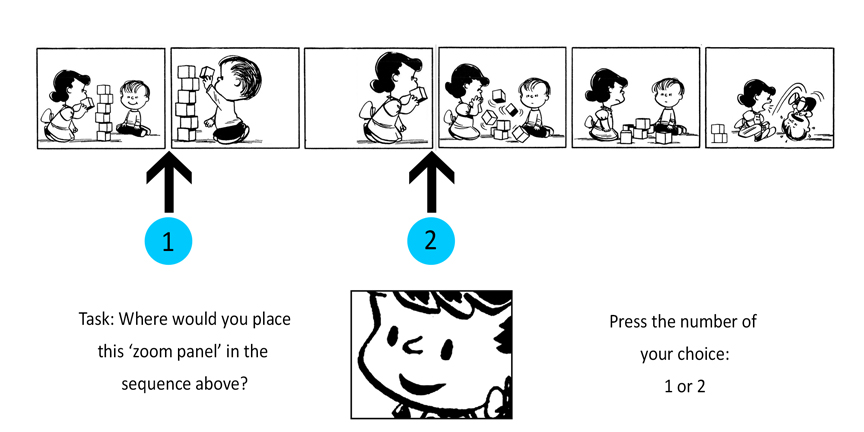 1
2
Task: Where would you place
this ‘zoom panel’ in the
sequence above?
Press the number of
your choice:
1 or 2